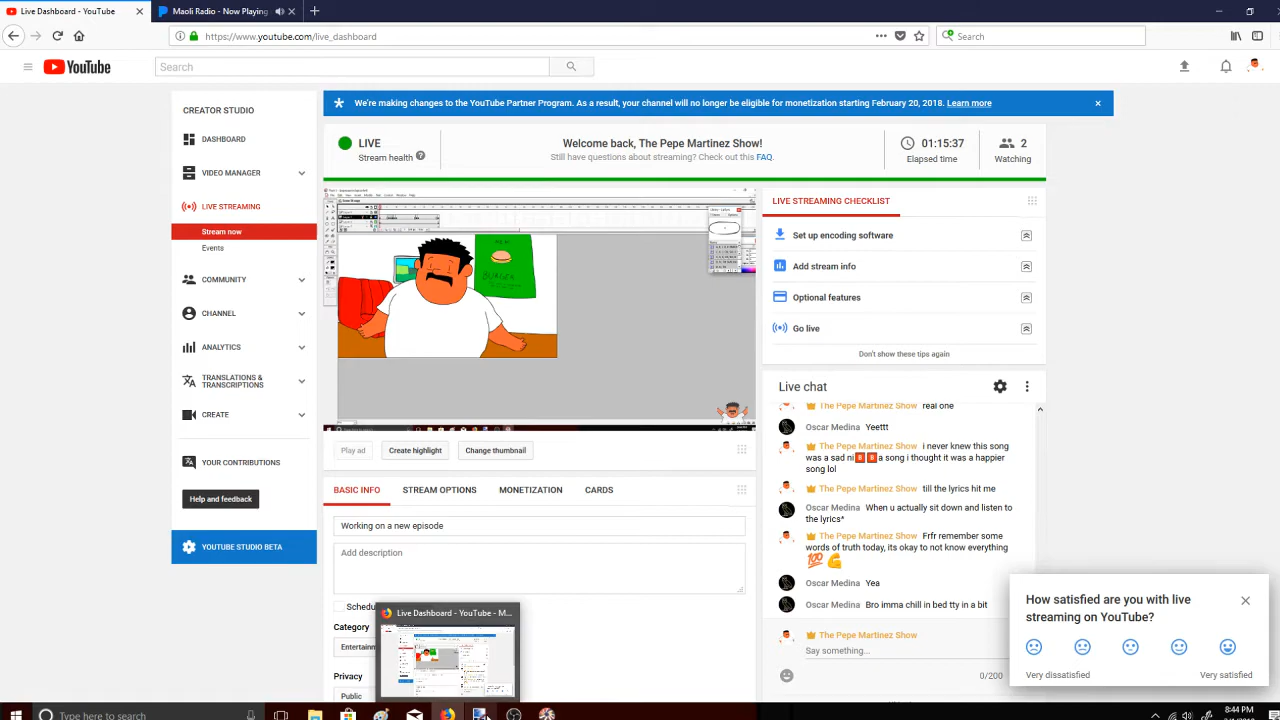 Live Dashboard - YouTube
Maoli Radio - Now Playing
https://www.youtube.com/live_dashboard
Search
YouTube
Search
CREATOR STUDIO
DASHBOARD
VIDEO MANAGER
LIVE STREAMING
Stream now
Events
COMMUNITY
CHANNEL
ANALYTICS
TRANSLATIONS &
TRANSCRIPTIONS
CREATE
YOUR CONTRIBUTIONS
Help and feedback
YOUTUBE STUDIO BETA
We're making changes to the YouTube Partner Program. As a result, your channel will no longer be eligible for monetization starting February 20, 2018. Learn more
LIVE
Stream health
Welcome back, The Pepe Martinez Show!
Still have questions about streaming? Check out this FAQ.
01:15:37
Elapsed time
2
Watching
Play ad
Create highlight
Change thumbnail
BASIC INFO
STREAM OPTIONS
MONETIZATION
CARDS
Working on a new episode
Add description
Schedu
Category
Entertainm
Privacy
Public
Live Dashboard - YouTube - M...
LIVE STREAMING CHECKLIST
Set up encoding software
Add stream info
Optional features
Go live
Don't show these tips again
Live chat
The Pepe Martinez Show real one
Oscar Medina Yeettt
The Pepe Martinez Show i never knew this song
was a sad ni🅱🅱a song i thought it was a happier
song lol
The Pepe Martinez Show till the lyrics hit me
Oscar Medina When u actually sit down and listen to
the lyrics*
The Pepe Martinez Show Frfr remember some
words of truth today, its okay to not know everything
💯 💪
Oscar Medina Yea
Oscar Medina Bro imma chill in bed tty in a bit
The Pepe Martinez Show
Say something...
0/200
How satisfied are you with live
streaming on YouTube?
Very dissatisfied
Very satisfied
Type here to search
8:44 PM